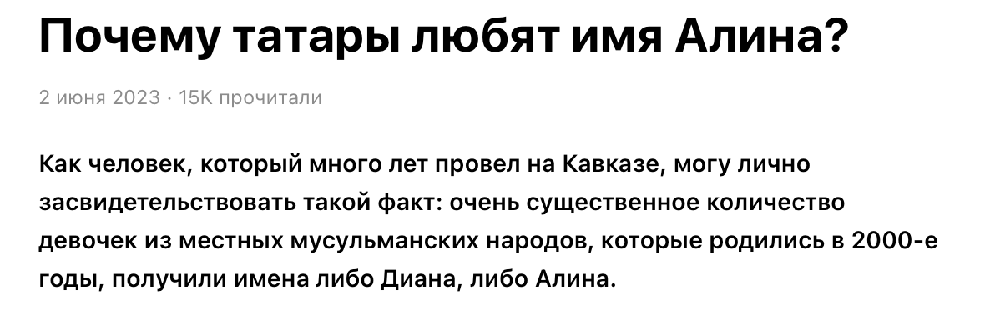 Почему татары любят имя Алина?
2 июня 2023 · 15K прочитали
Как человек, который много лет провел на Кавказе, могу лично
засвидетельствовать такой факт: очень существенное количество
девочек из местных мусульманских народов, которые родились в 2000-е
годы, получили имена либо Диана, либо Алина.